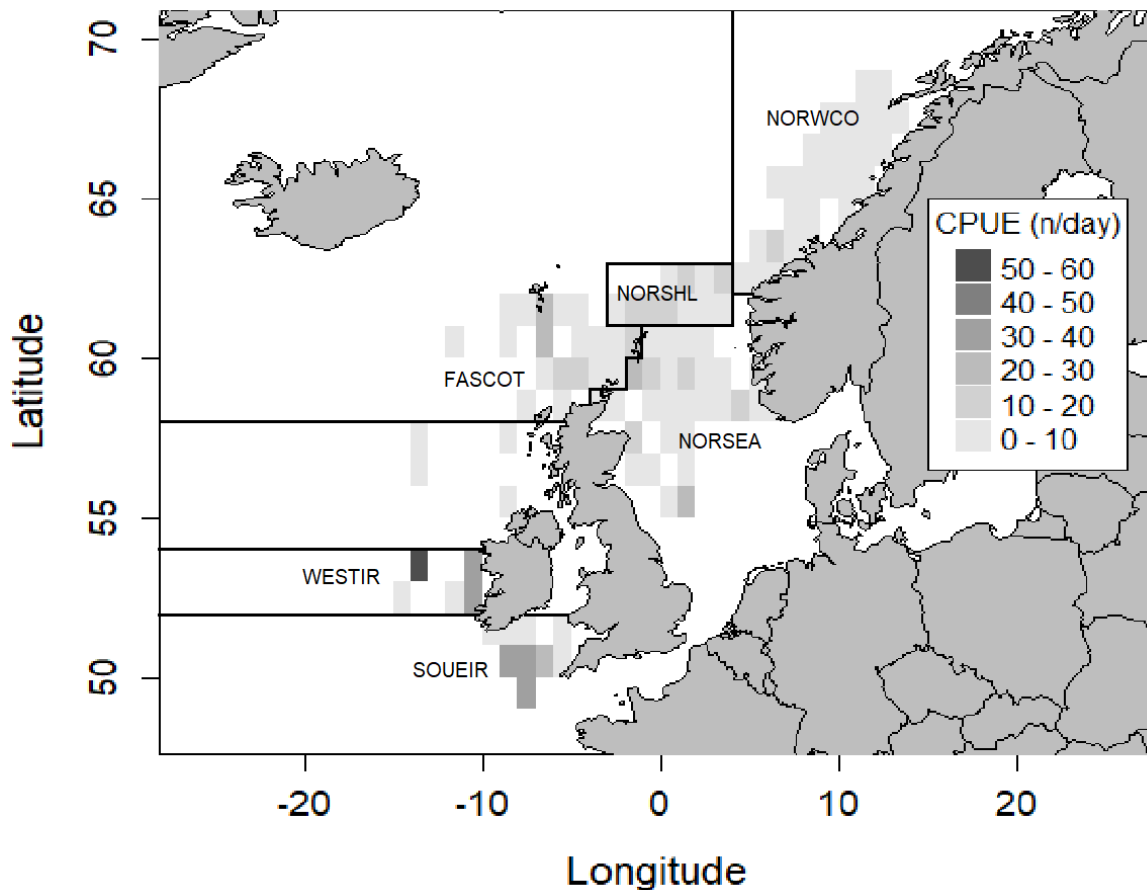 70
65
60
55
50
Latitude
NORWCO
NORSHL
FASCOT
NORSEA
WESTIR
SOUEIR
CPUE (n/day)
50 - 60
40 - 50
30 - 40
20 - 30
10 - 20
0 - 10
-20
-10
0
10
20
Longitude